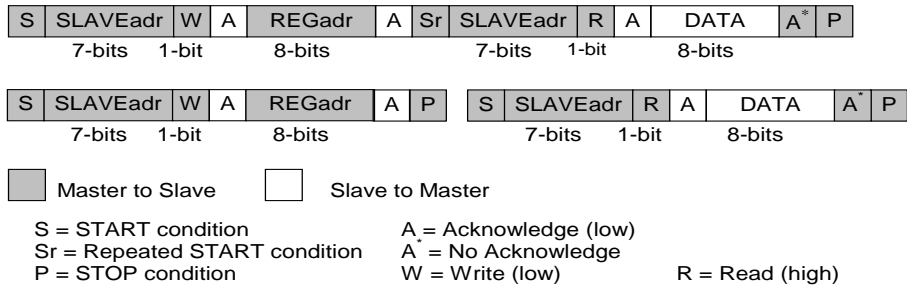 S SLAVEadr W A REGadr A Sr SLAVEadr R A DATA A* P
7-bits 1-bit 8-bits 7-bits 1-bit 8-bits
S SLAVEadr W A REGadr A P S SLAVEadr R A DATA A* P
7-bits 1-bit 8-bits 7-bits 1-bit 8-bits
Master to Slave Slave to Master
S = START condition A = Acknowledge (low)
Sr = Repeated START condition A* = No Acknowledge
P = STOP condition W = Write (low) R = Read (high)